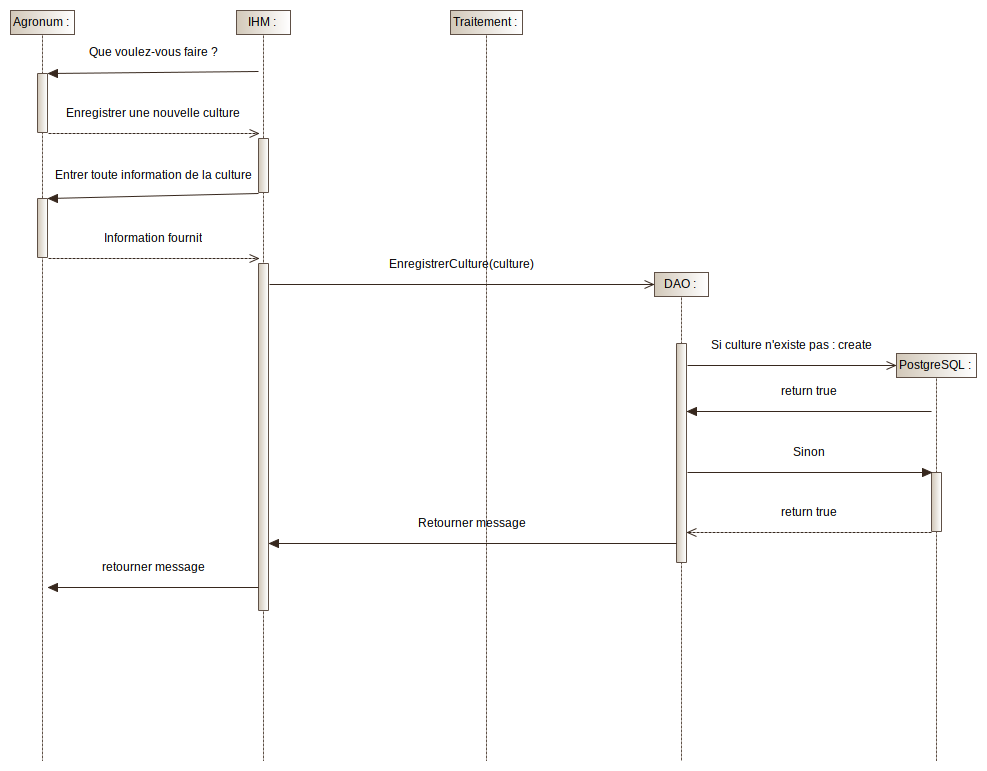 Agronum :
IHM :
Traitement :
Que voulez-vous faire ?
Enregistrer une nouvelle culture
Entrer toute information de la culture
Information fournit
EnregistrerCulture(culture)
DAO :
Si culture n'existe pas : create
PostgreSQL :
return true
Sinon
return true
Retourner message
retourner message